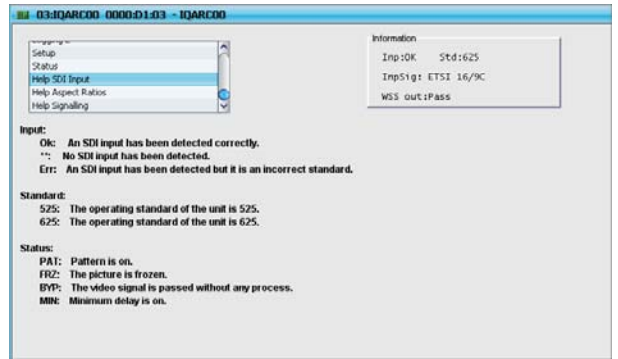 03:IQARC00 0000:D1:03 - IQARC00
Setup
Status
Help SDI Input
Help Aspect Ratios
Help Signalling
Information
Inp:OK Std:625
InpSig: ETSI 16/9C
WSS out:Pass
Input:
Ok: An SDI input has been detected correctly.
**: No SDI input has been detected.
Err: An SDI input has been detected but it is an incorrect standard.
Standard:
525: The operating standard of the unit is 525.
625: The operating standard of the unit is 625.
Status:
PAT: Pattern is on.
FRZ: The picture is frozen.
BYP: The video signal is passed without any process.
MIN: Minimum delay is on.